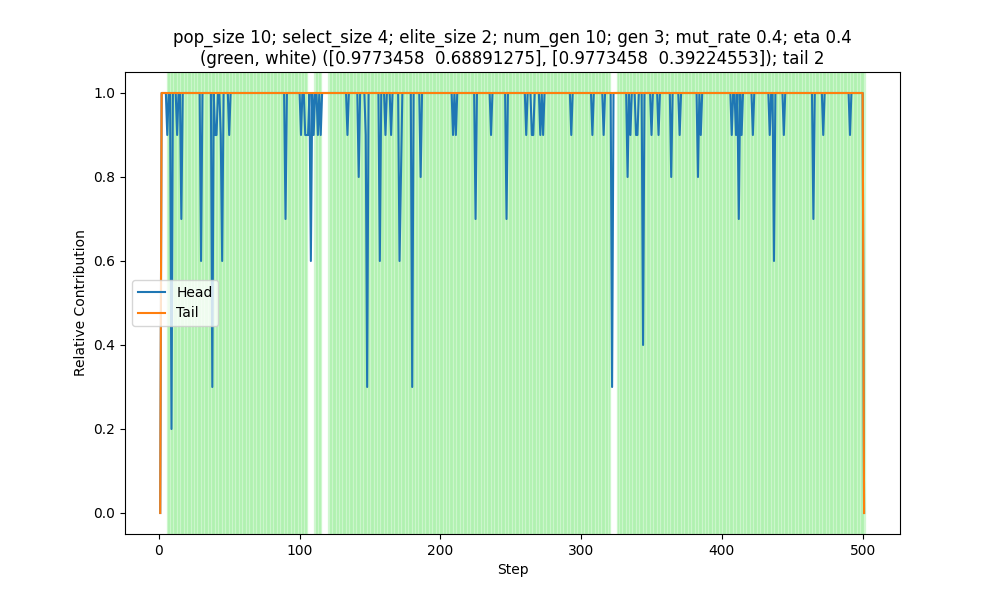 pop_size 10; select_size 4; elite_size 2; num_gen 10; gen 3; mut_rate 0.4; eta 0.4
(green, white) ([0.9773458  0.68891275], [0.9773458  0.39224553]); tail 2
1.0
0.8
0.6
0.4
0.2
0.0
Relative Contribution
Head
Tail
0
100
200
300
400
500
Step